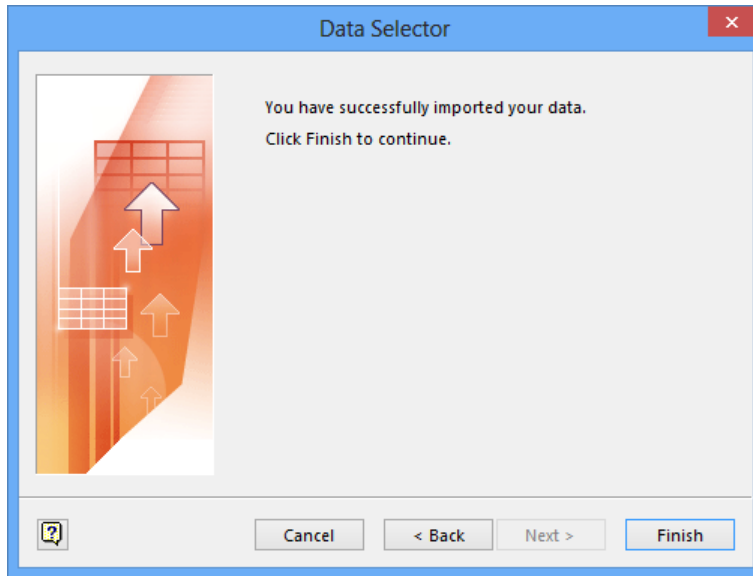 Data Selector
You have successfully imported your data.
Click Finish to continue.
Cancel
< Back
Next >
Finish